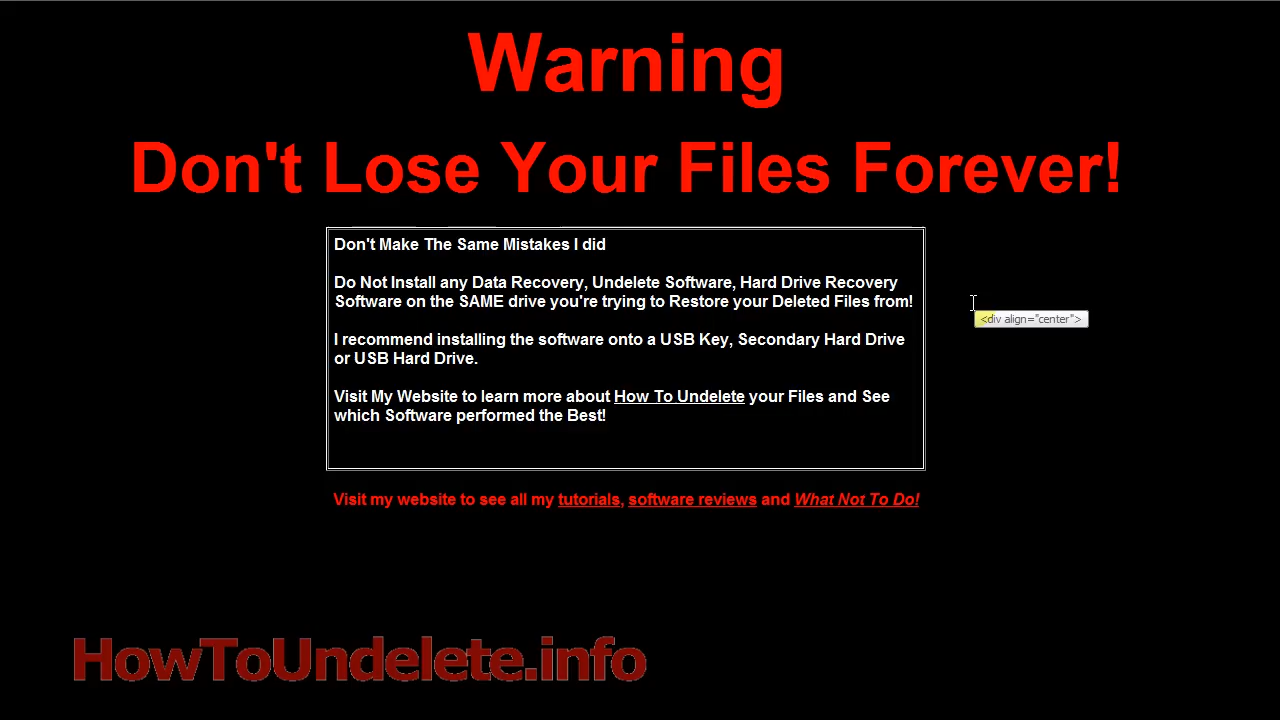 Warning
Don't Lose Your Files Forever!
Don't Make The Same Mistakes I did
Do Not Install any Data Recovery, Undelete Software, Hard Drive Recovery
Software on the SAME drive you're trying to Restore your Deleted Files from!
I recommend installing the software onto a USB Key, Secondary Hard Drive
or USB Hard Drive.
Visit My Website to learn more about How To Undelete your Files and See
which Software performed the Best!
<div align="center">
Visit my website to see all my tutorials, software reviews and What Not To Do!
HowToUndelete.info